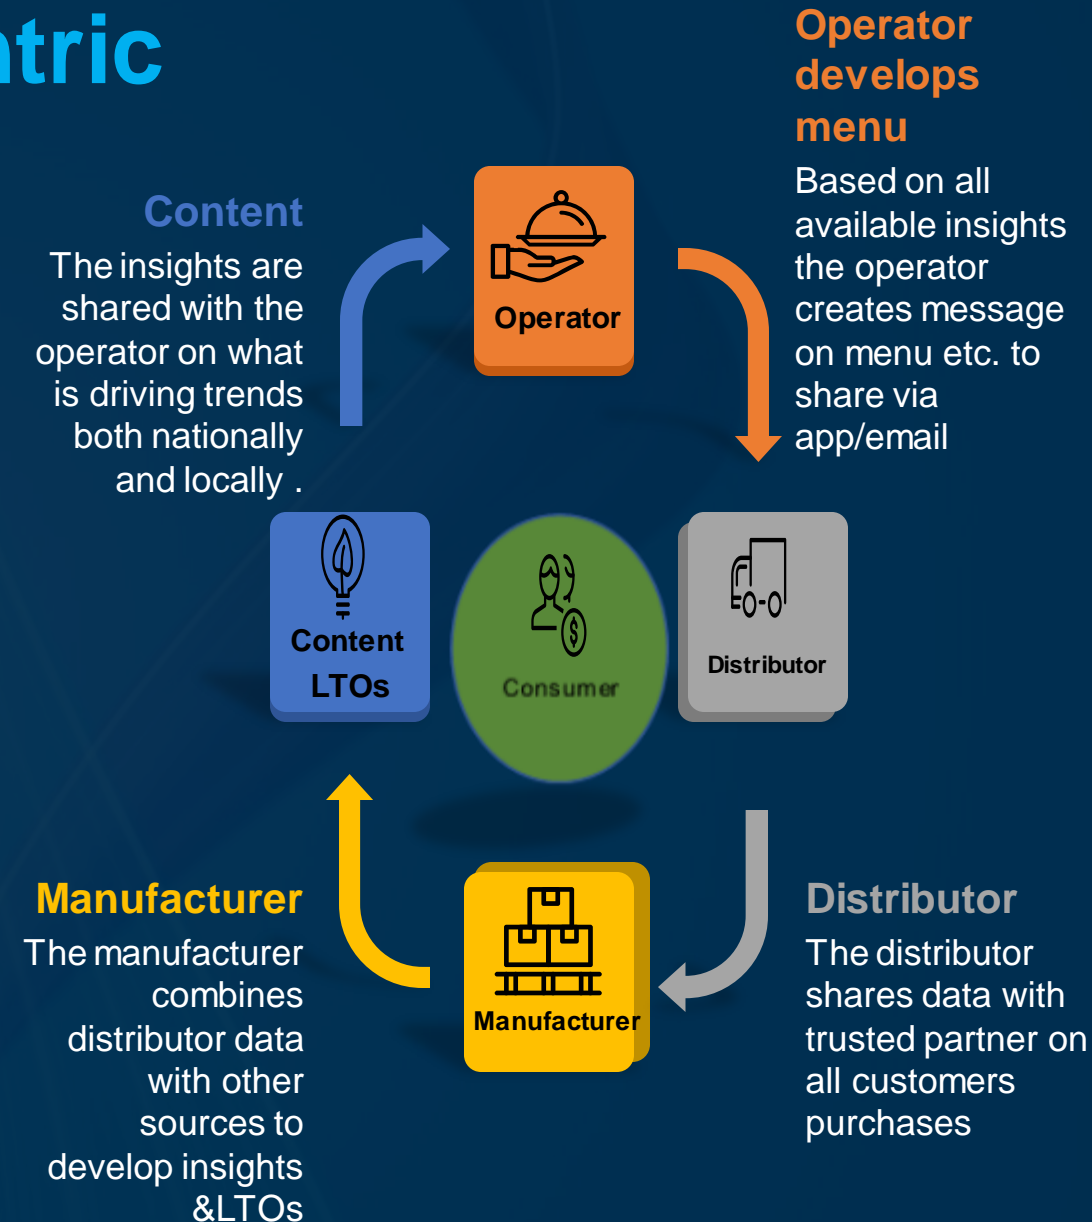 ntric
Operator
develops
menu
Based on all
available insights
the operator
creates message
on menu etc. to
share via
app/email
Content
The insights are
shared with the
operator on what
is driving trends
both nationally
and locally .
Operator
Content
LTOs
Consumer
Distributor
Manufacturer
The manufacturer
combines
distributor data
with other
sources to
develop insights
&LTOs
Manufacturer
Distributor
The distributor
shares data with
trusted partner on
all customers
purchases